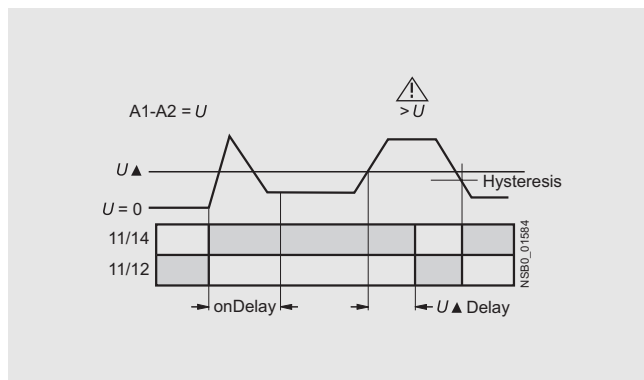 A1-A2 = U
> U
U▲
Hysteresis
U = 0
11/14
11/12
onDelay
U▲ Delay
NSB0_01584